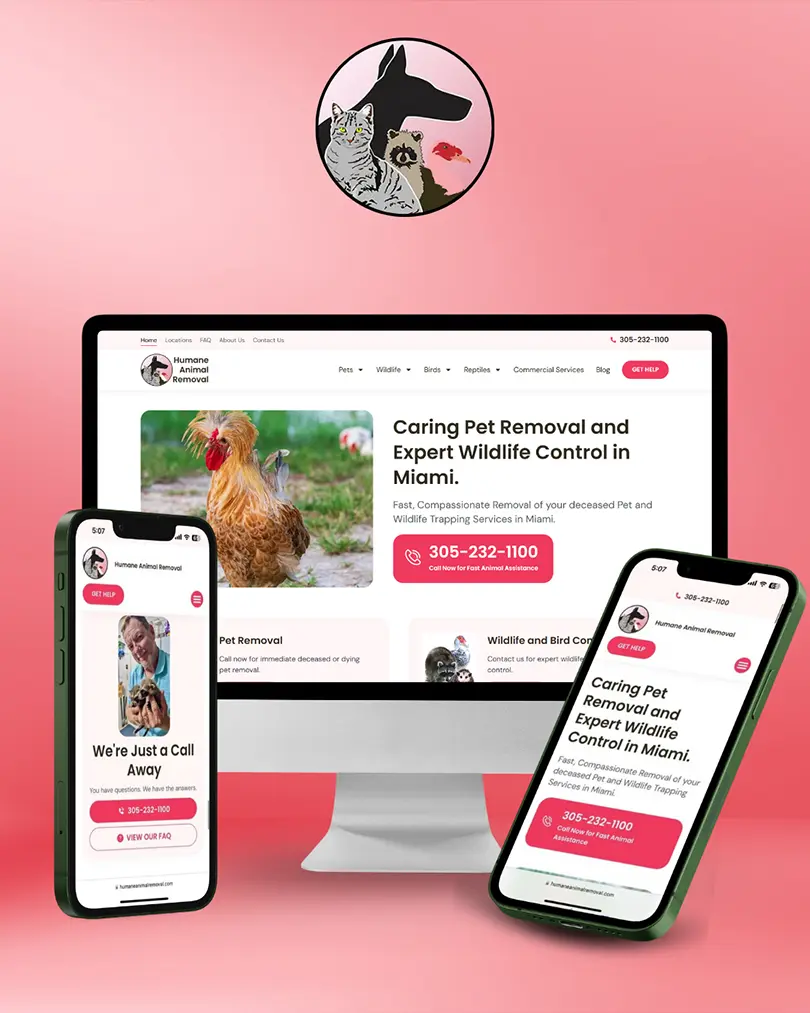 Home Locations FAQ About Us Contact Us 305-232-1100
Humane
Animal
Removal
Pets Wildlife Birds Reptiles Commercial Services Blog GET HELP
Caring Pet Removal and
Expert Wildlife Control in
Miami.
Fast, Compassionate Removal of your deceased Pet and
Wildlife Trapping Services in Miami.
305-232-1100
Call Now for Fast Animal Assistance
Pet Removal
Call now for immediate deceased or dying
pet removal.
Wildlife and Bird Con
Contact us for expert wildlife
control.
5:07
Humane Animal Removal
GET HELP
We're Just a Call
Away
You have questions. We have the answers.
305-232-1100
VIEW OUR FAQ
humaneanimalremoval.com
5:07
305-232-1100
Humane Animal Removal
GET HELP
Caring Pet
Removal and
Expert Wildlife
Control in Miami.
Fast, Compassionate Removal of your
deceased Pet and Wildlife Trapping
Services in Miami.
305-232-1100
Call Now for Fast Animal
Assistance
humaneanimalremoval.com